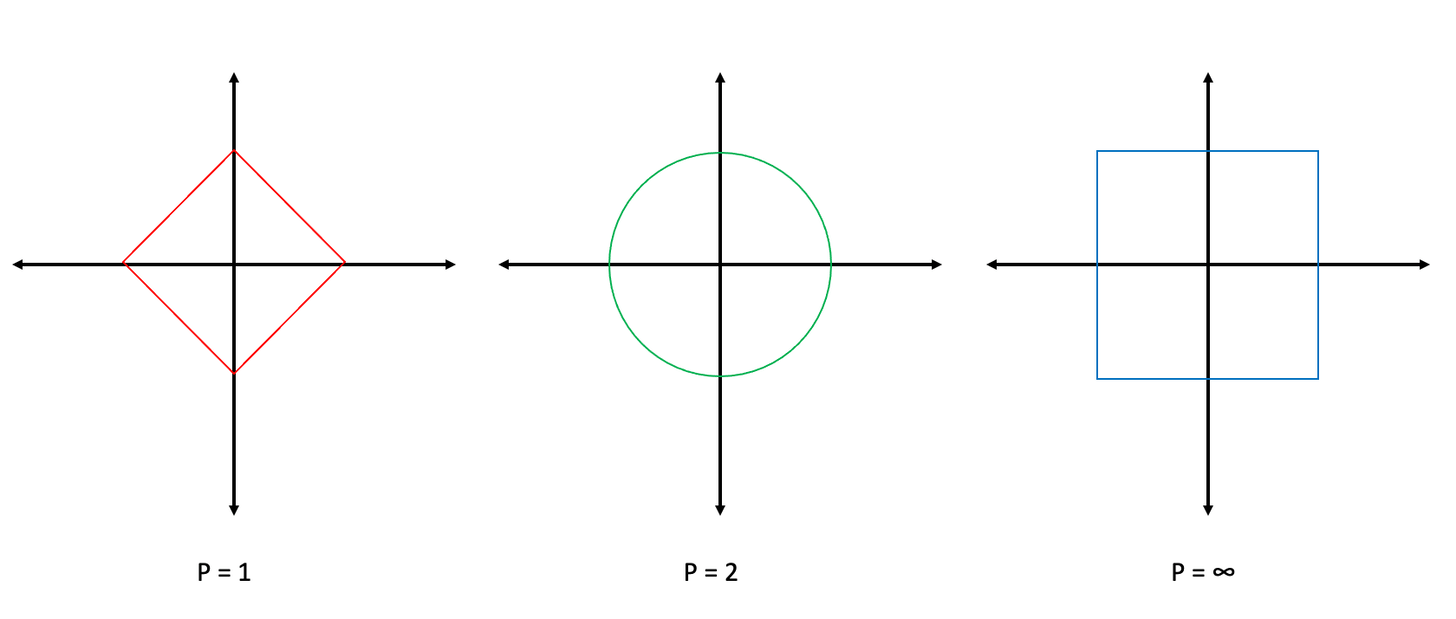 P = 1
P = 2
P = ∞